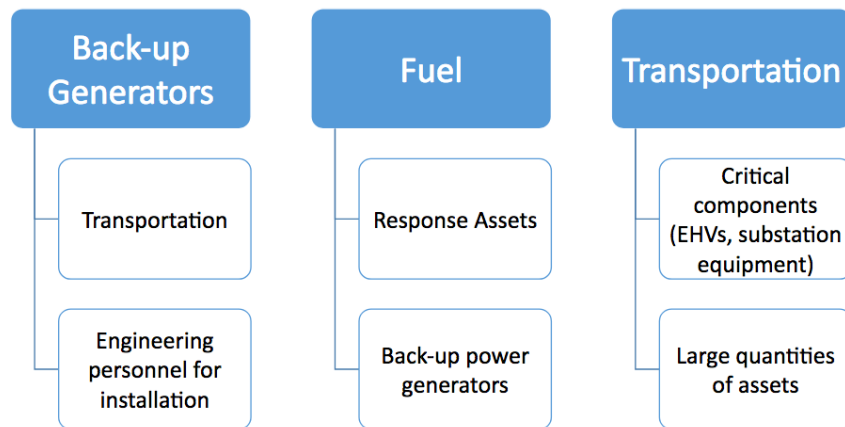 Back-up
Generators
Transportation
Engineering
personnel for
installation
Fuel
Response Assets
Back-up power
generators
Transportation
Critical
components
(EHVs, substation
equipment)
Large quantities
of assets